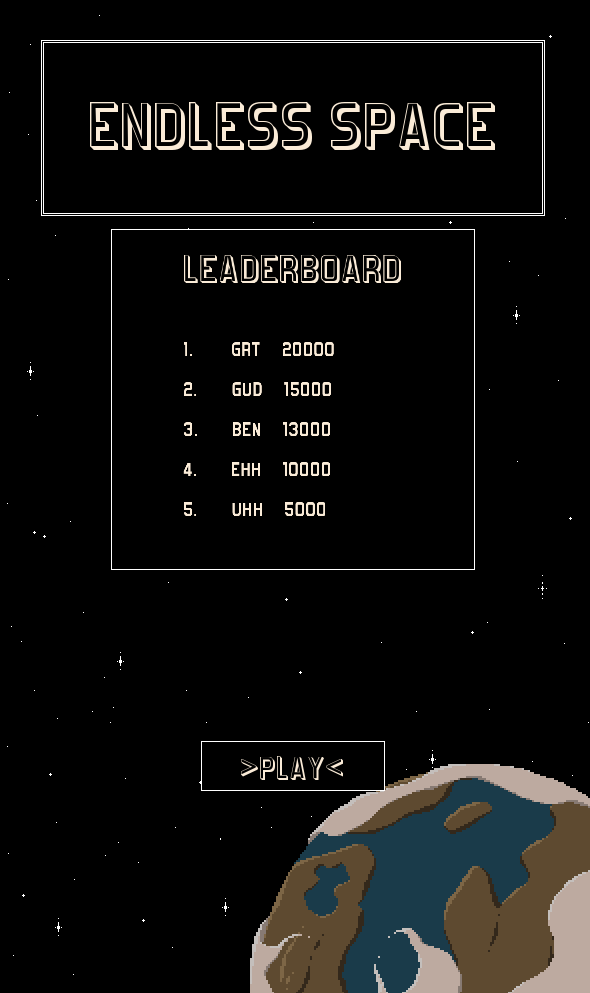 ENDLESS SPACE
LEADERBOARD
1. GRT 20000
2. GUD 15000
3. BEN 13000
4. EHH 10000
5. UHH 5000
>PLAY<